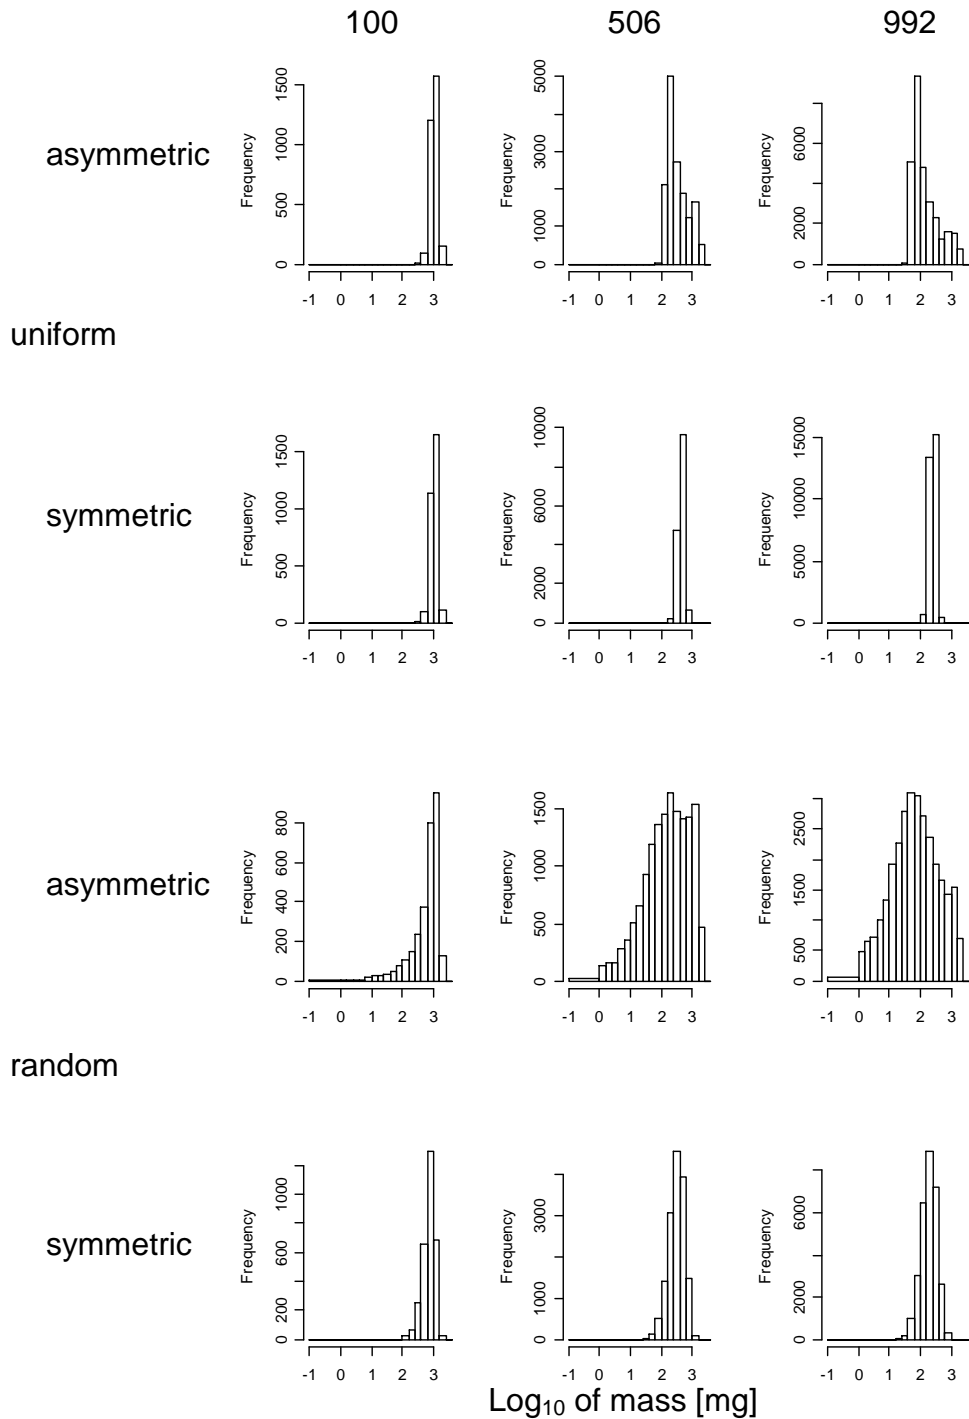 100 506 992
asymmetric
Frequency
0 500 1000 1500
-1 0 1 2 3
Frequency
0 1000 3000 5000
-1 0 1 2 3
Frequency
0 2000 6000
-1 0 1 2 3
uniform
symmetric
Frequency
0 500 1000 1500
-1 0 1 2 3
Frequency
0 2000 6000 10000
-1 0 1 2 3
Frequency
0 5000 10000 15000
-1 0 1 2 3
asymmetric
Frequency
0 200 400 600 800
-1 0 1 2 3
Frequency
0 500 1000 1500
-1 0 1 2 3
Frequency
0 500 1500 2500
-1 0 1 2 3
random
symmetric
Frequency
0 200 600 1000
-1 0 1 2 3
Frequency
0 1000 3000
-1 0 1 2 3
Frequency
0 2000 6000
-1 0 1 2 3
Log₁₀ of mass [mg]